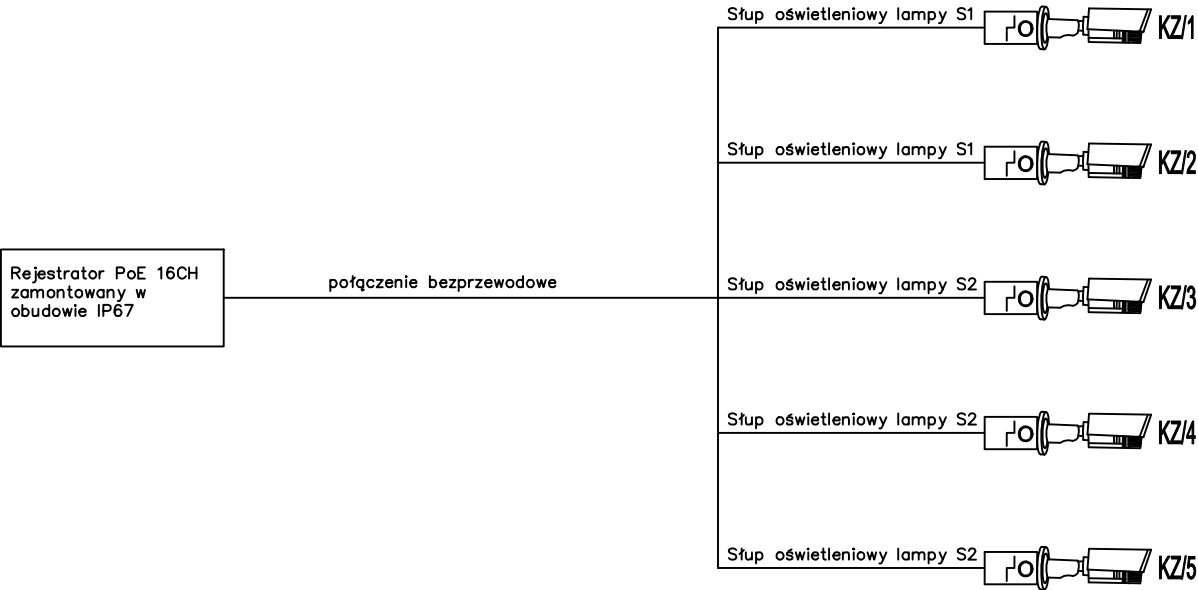 Słup oświetleniowy lampy S1
KZ/1
Słup oświetleniowy lampy S1
KZ/2
Rejestrator PoE 16CH
zamontowany w
obudowie IP67
połączenie bezprzewodowe
Słup oświetleniowy lampy S2
KZ/3
Słup oświetleniowy lampy S2
KZ/4
Słup oświetleniowy lampy S2
KZ/5